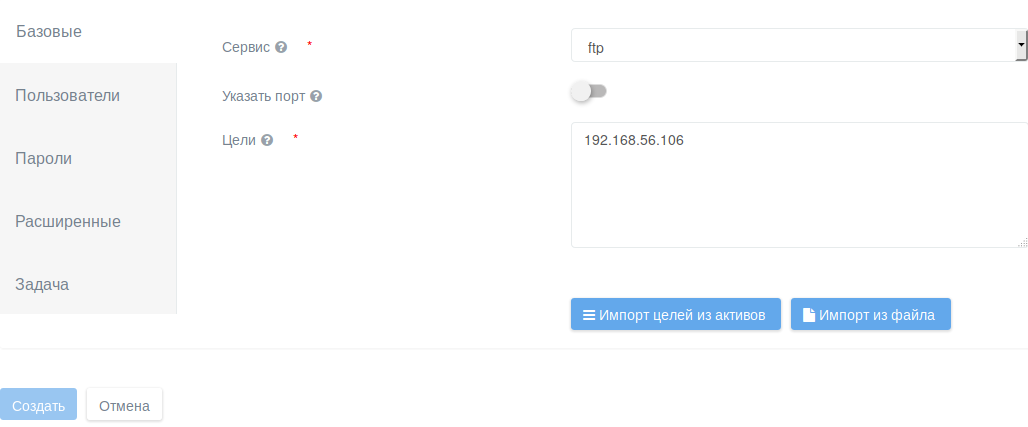 Базовые
Пользователи
Пароли
Расширенные
Задача
Сервис *
ftp
Указать порт
Цели *
192.168.56.106
Импорт целей из активов
Импорт из файла
Создать
Отмена